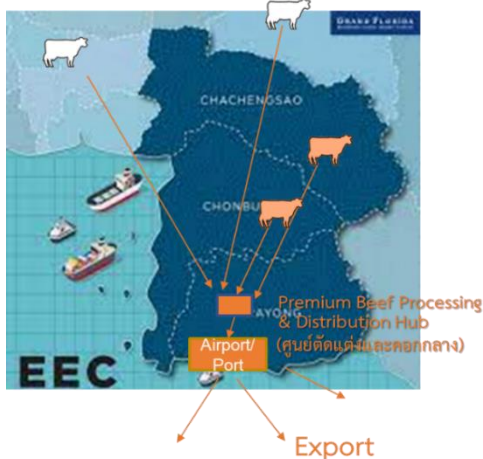 GRAND FLORIDA
CHACHENGSAO
CHONBU
AYONG
Premium Beef Processing
& Distribution Hub
(ศูนย์ตัดแต่งและคอกกลาง)
Airport/
Port
EEC
Export